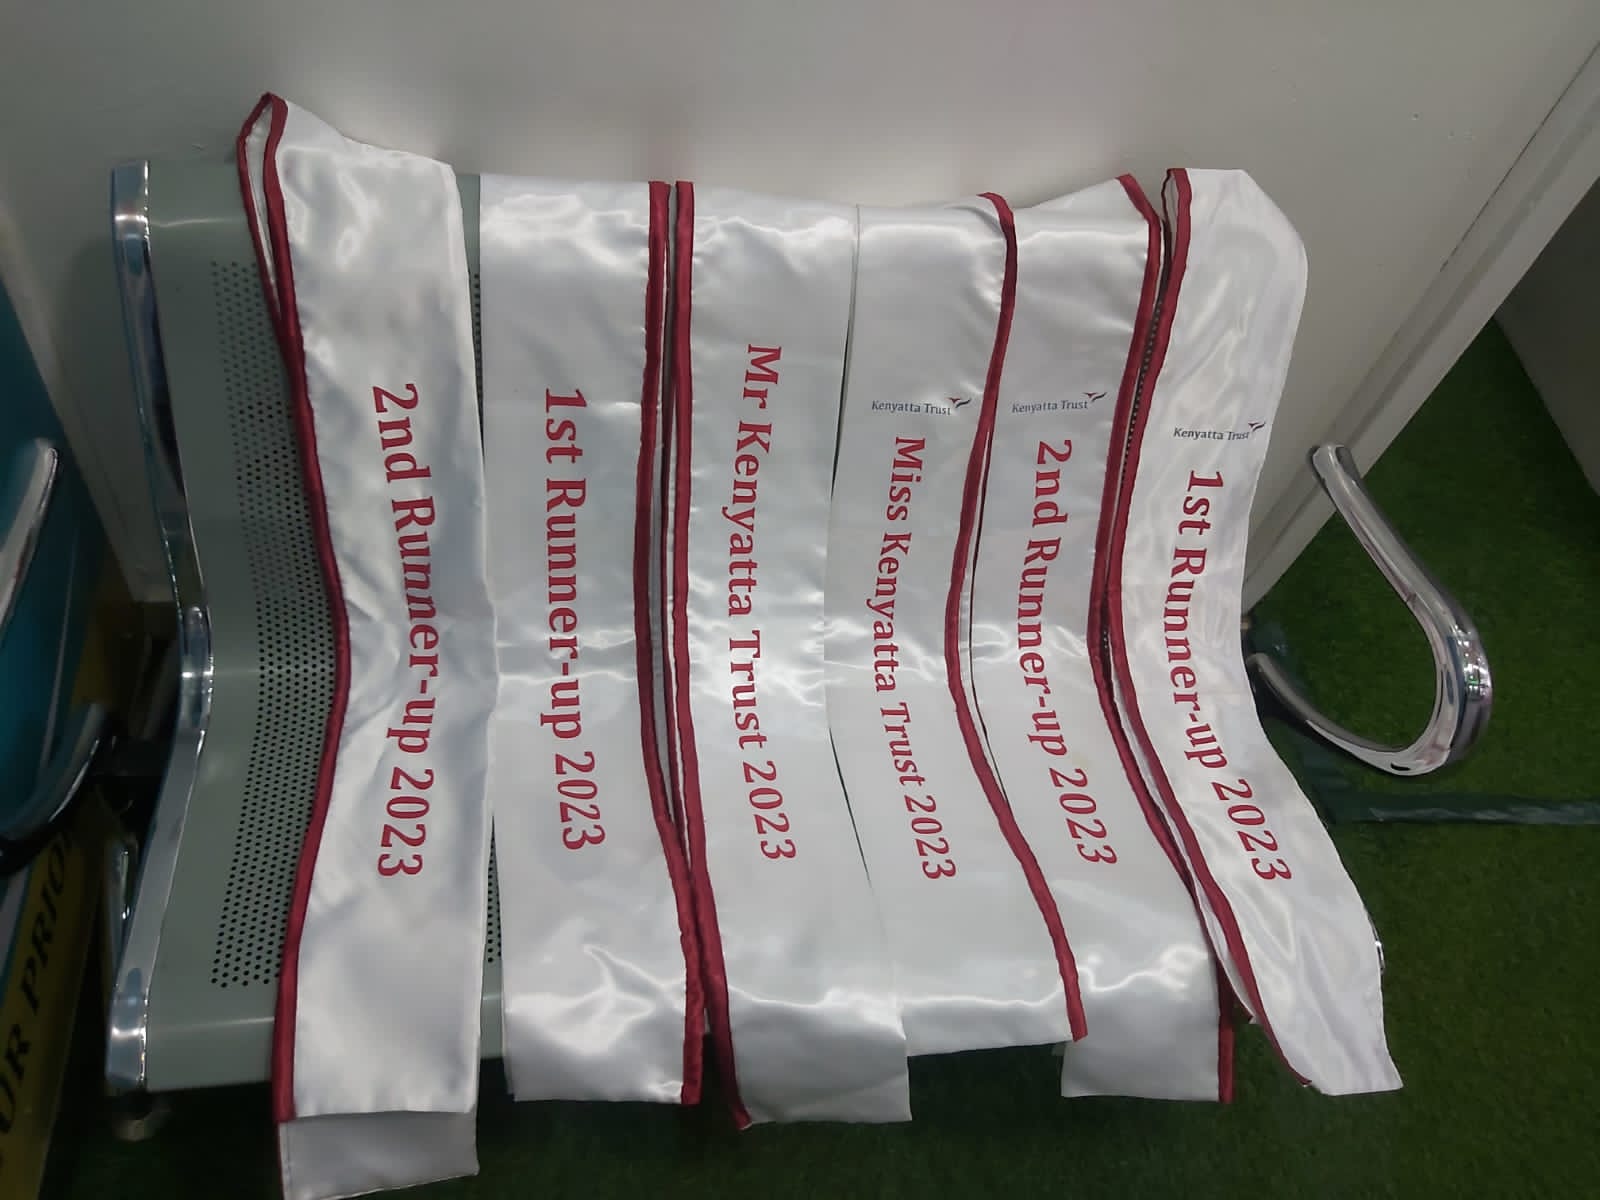 2nd Runner-up 2023
1st Runner-up 2023
Mr Kenyatta Trust 2023
Kenyatta Trust
Miss Kenyatta Trust 2023
Kenyatta Trust
2nd Runner-up 2023
Kenyatta Trust
1st Runner-up 2023